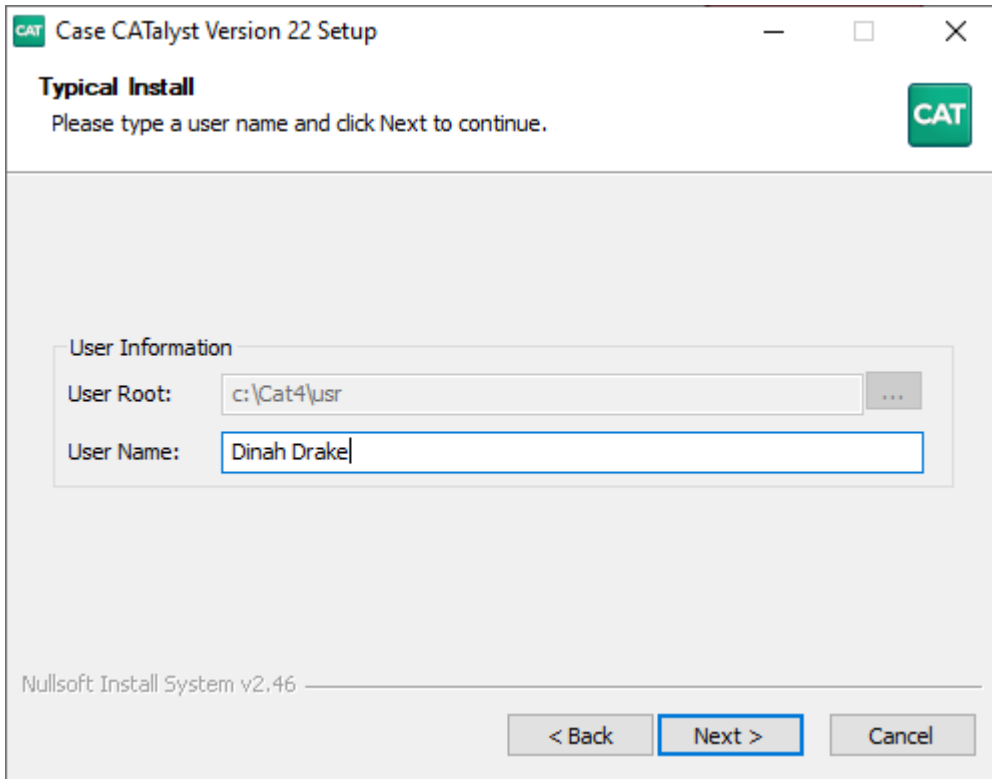 CAT Case CATalyst Version 22 Setup
Typical Install
Please type a user name and click Next to continue.
CAT
User Information
User Root: c:\Cat4\usr ...
User Name: Dinah Drake
Nullsoft Install System v2.46
< Back Next > Cancel